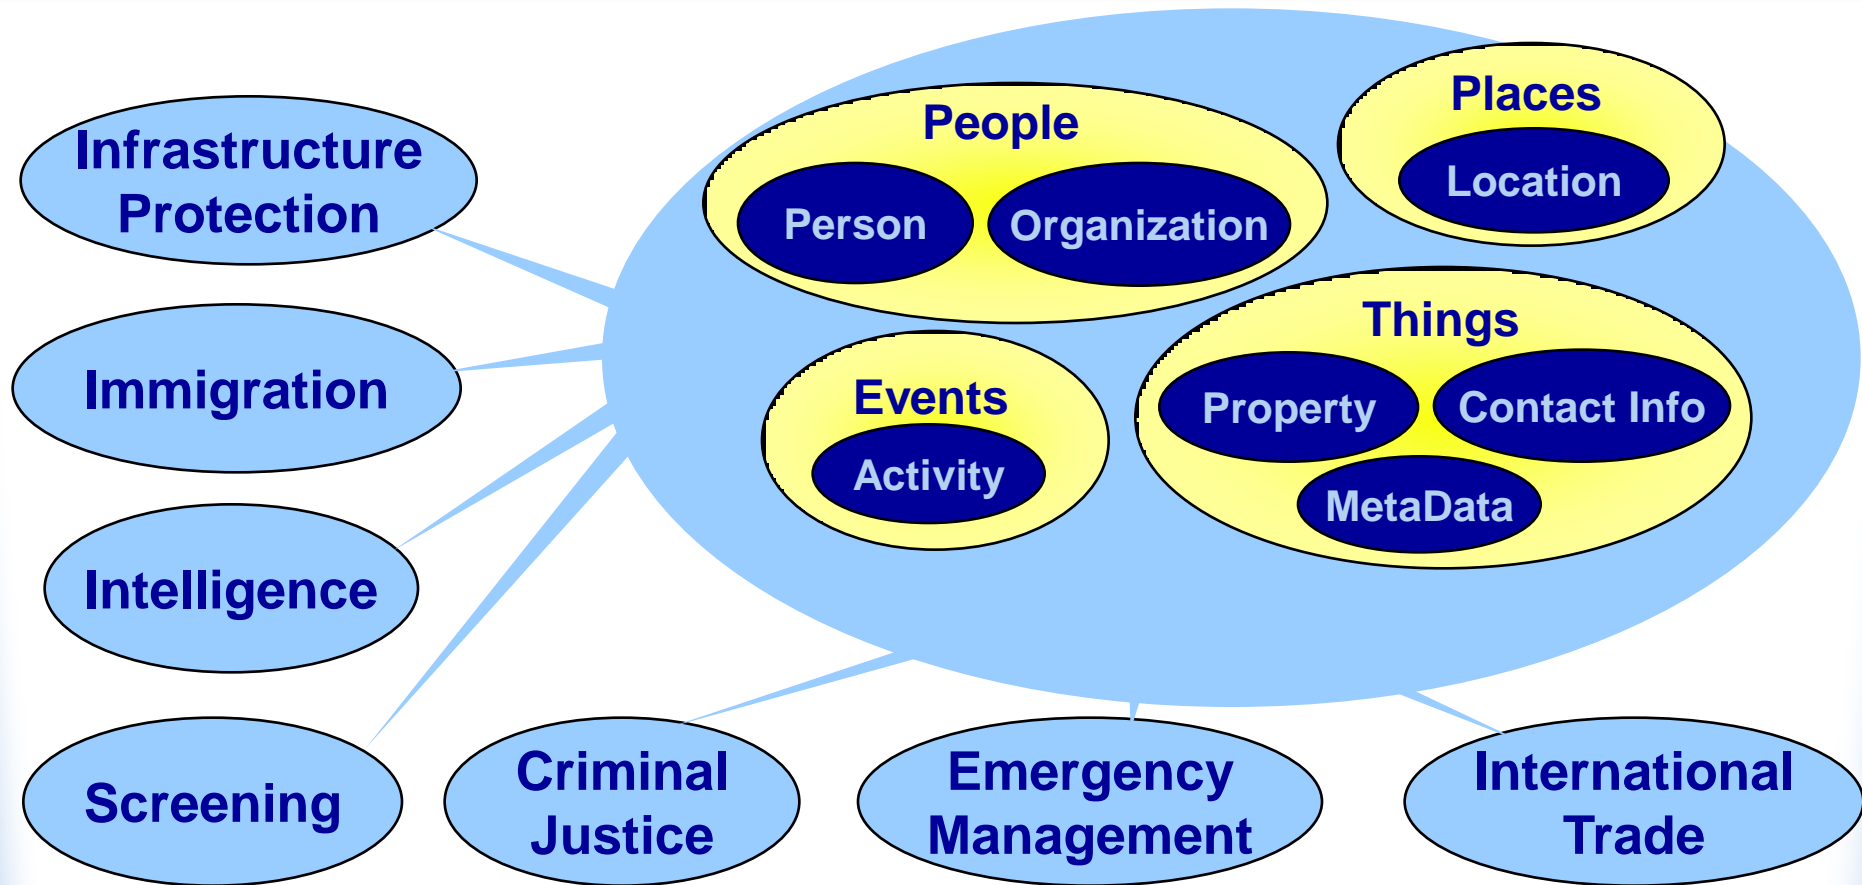 People
Person
Organization
Places
Location
Things
Property
Contact Info
MetaData
Events
Activity
Infrastructure
Protection
Immigration
Intelligence
Screening
Criminal
Justice
Emergency
Management
International
Trade